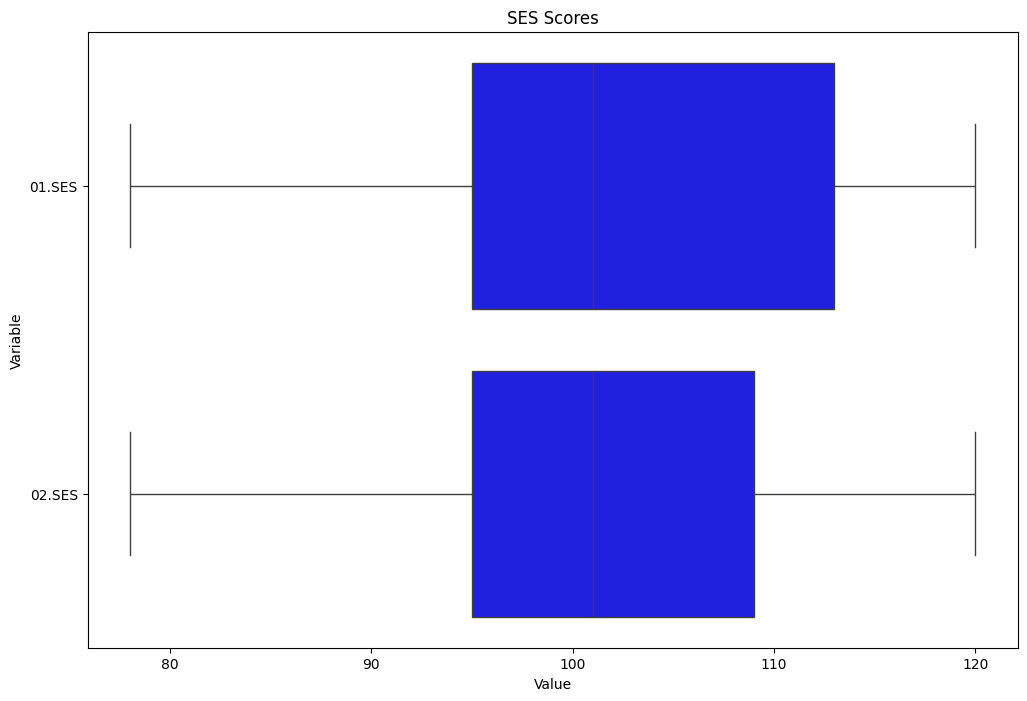 SES Scores
Variable
01.SES
02.SES
80
90
100
110
120
Value